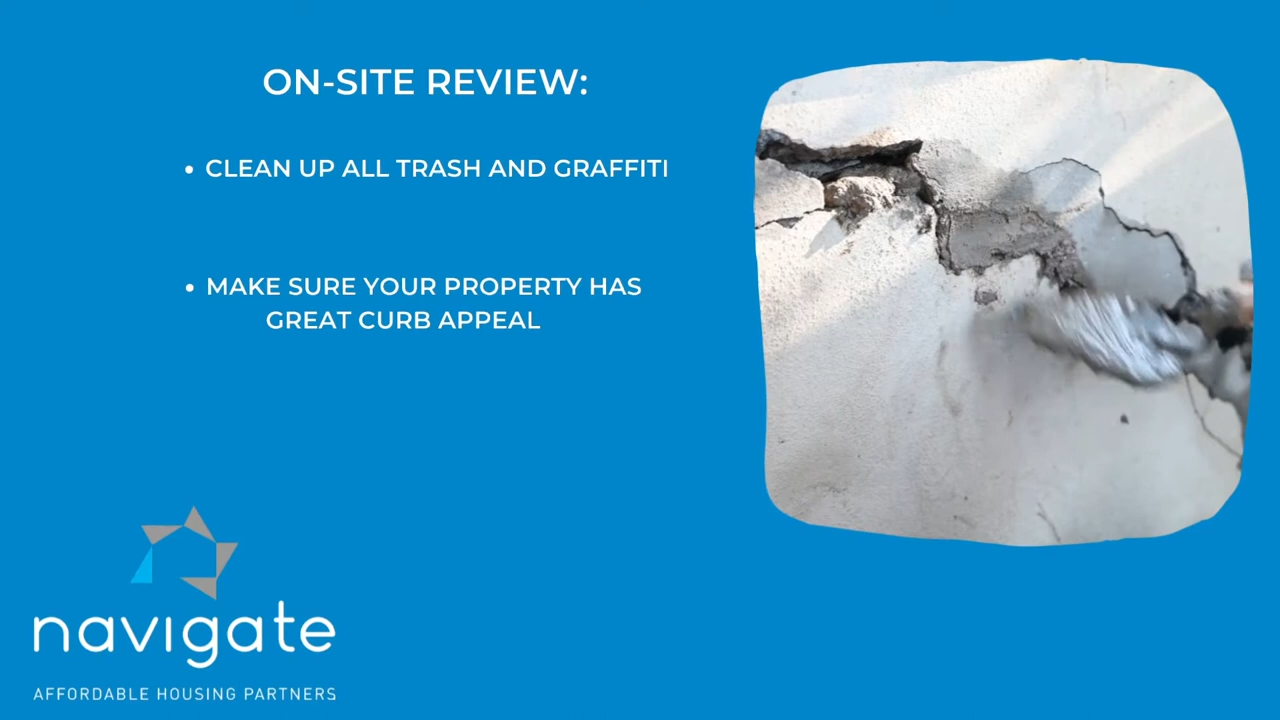 ON-SITE REVIEW:
• CLEAN UP ALL TRASH AND GRAFFITI
• MAKE SURE YOUR PROPERTY HAS
GREAT CURB APPEAL
navigate
AFFORDABLE HOUSING PARTNERS